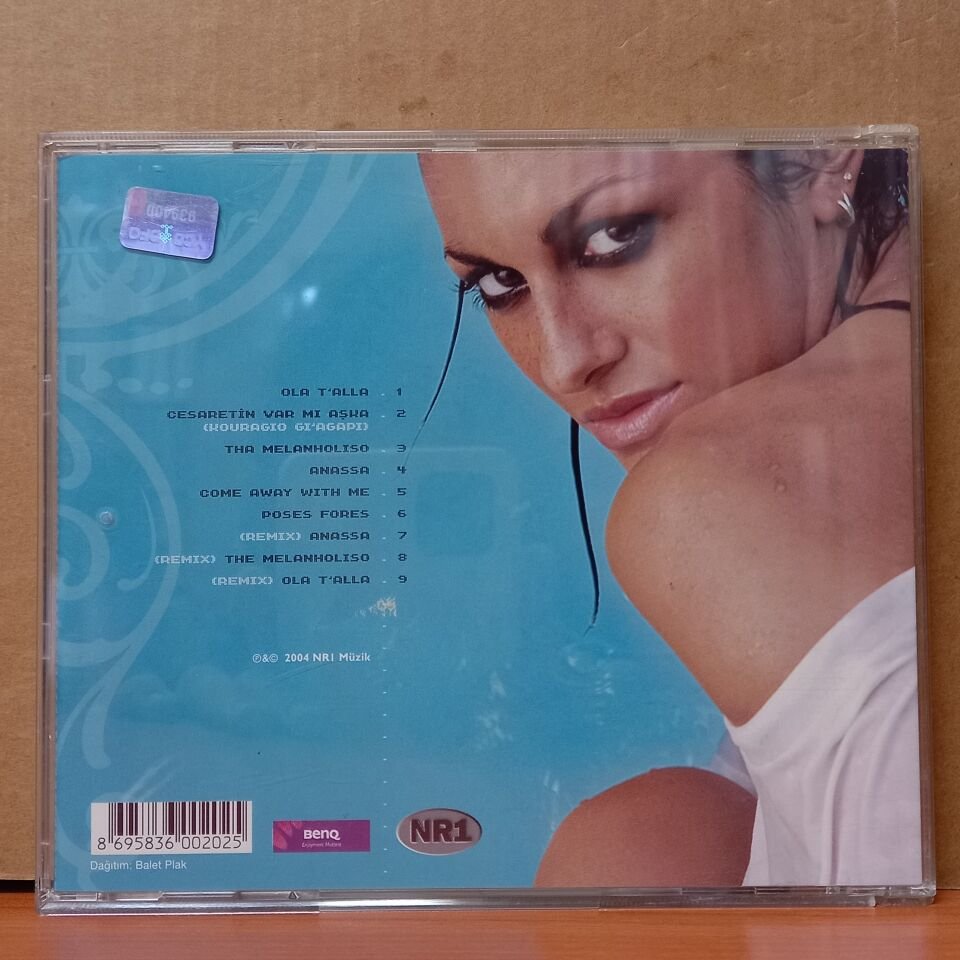 OLA T'ALLA . 1
CESARETİN VAR MI AŞKA . 2
(KOURAGIO GI'AGAPI)
THA MELANHOLISO . 3
ANASSA . 4
COME AWAY WITH ME . 5
POSES FORES . 6
(REMIX) ANASSA . 7
(REMIX) THE MELANHOLISO . 8
(REMIX) OLA T'ALLA . 9
℗&© 2004 NR1 Müzik
8 695836 002025
Dağıtım: Balet Plak
BenQ
Enjoyment Matters
NR1